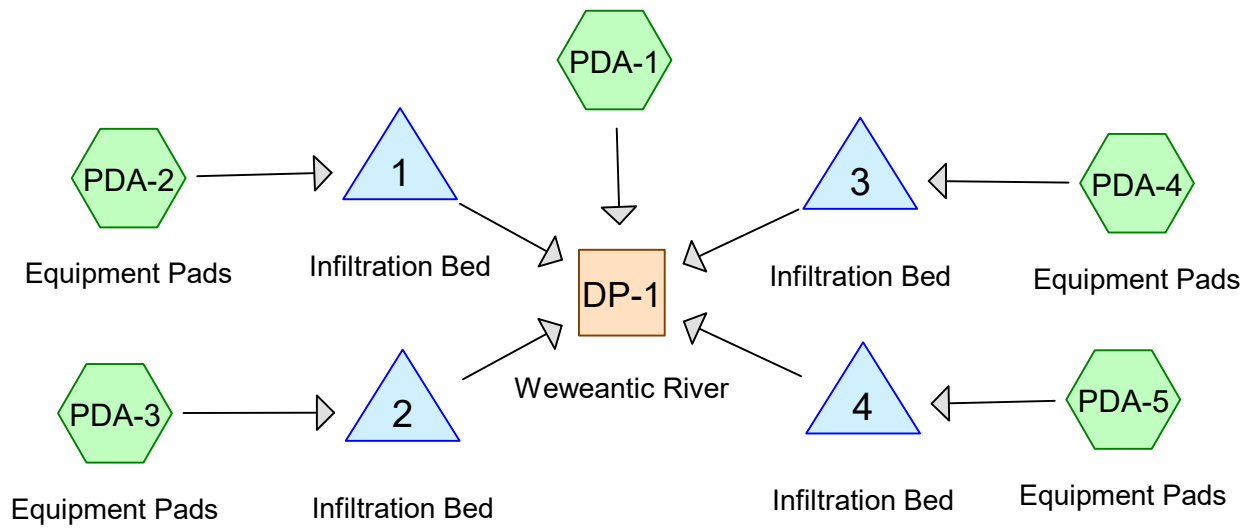 PDA-1
PDA-2
1
3
PDA-4
Equipment Pads
Infiltration Bed
Infiltration Bed
Equipment Pads
DP-1
Weweantic River
PDA-3
2
4
PDA-5
Equipment Pads
Infiltration Bed
Infiltration Bed
Equipment Pads